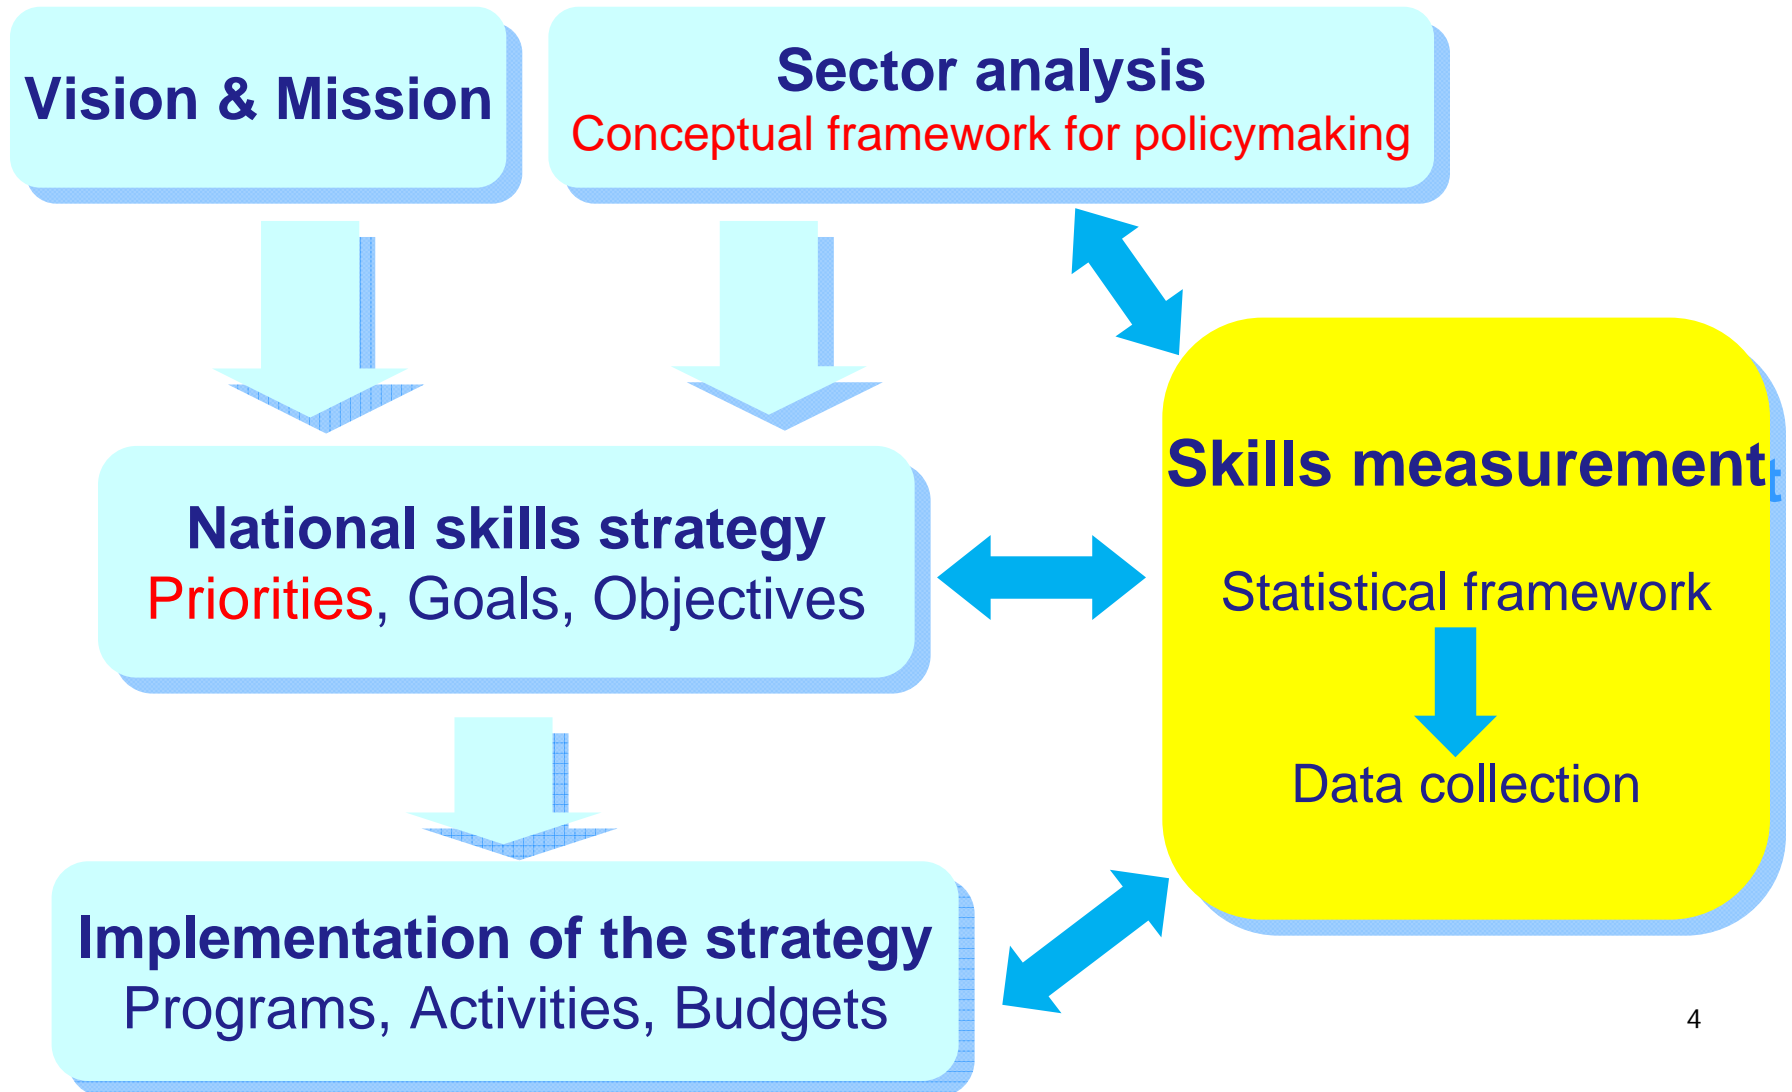 Vision & Mission
Sector analysis
Conceptual framework for policymaking
Skills measurement
National skills strategy
Priorities, Goals, Objectives
Statistical framework
Data collection
Implementation of the strategy
Programs, Activities, Budgets
4